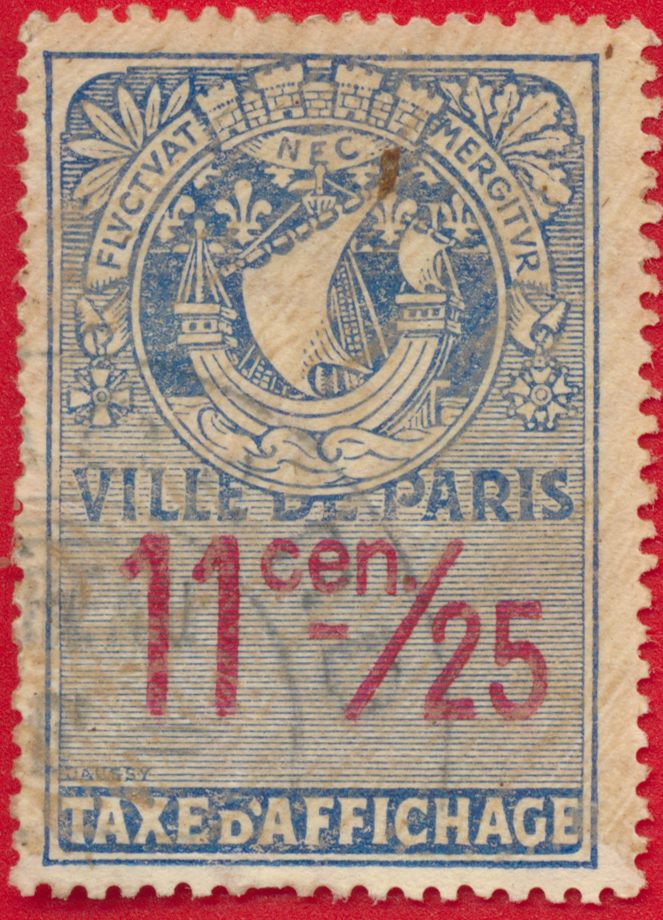 FLVCTVAT NEC MERGITVR
VILLE DE PARIS
11 cen. / 25
TAXE D'AFFICHAGE